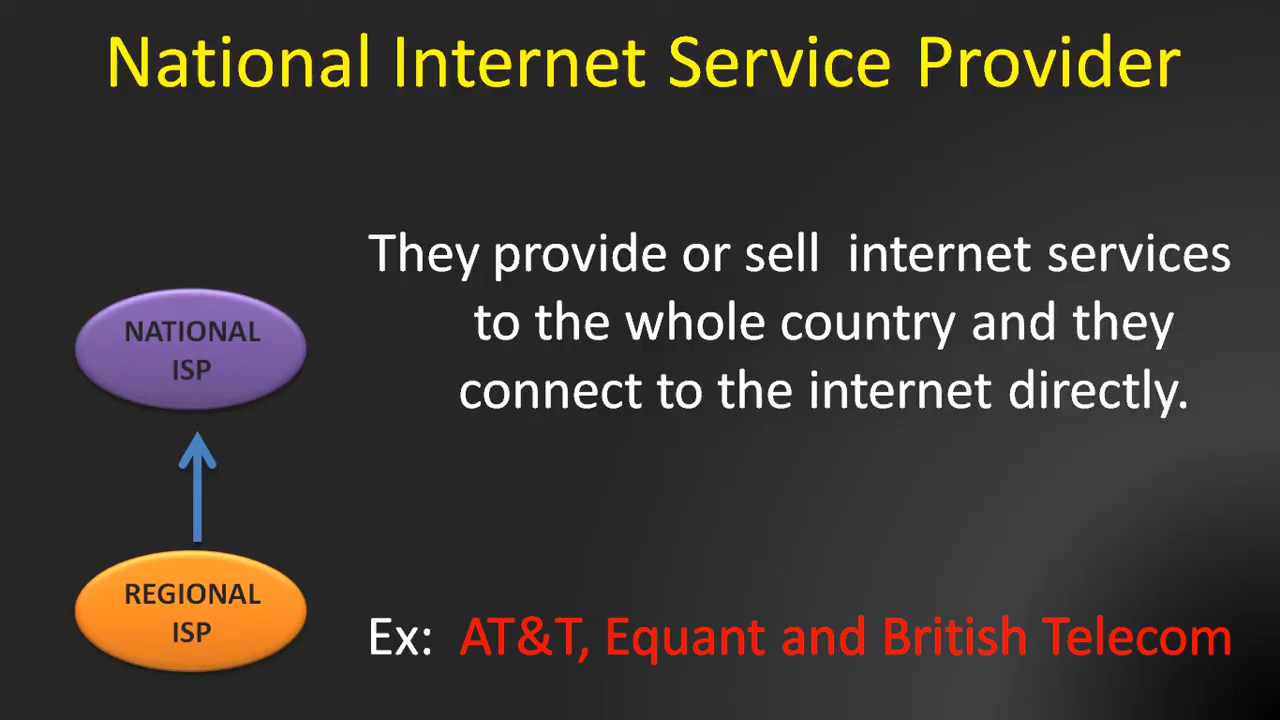 National Internet Service Provider
They provide or sell  internet services
to the whole country and they
connect to the internet directly.
NATIONAL
ISP
REGIONAL
ISP
Ex:  AT&T, Equant and British Telecom